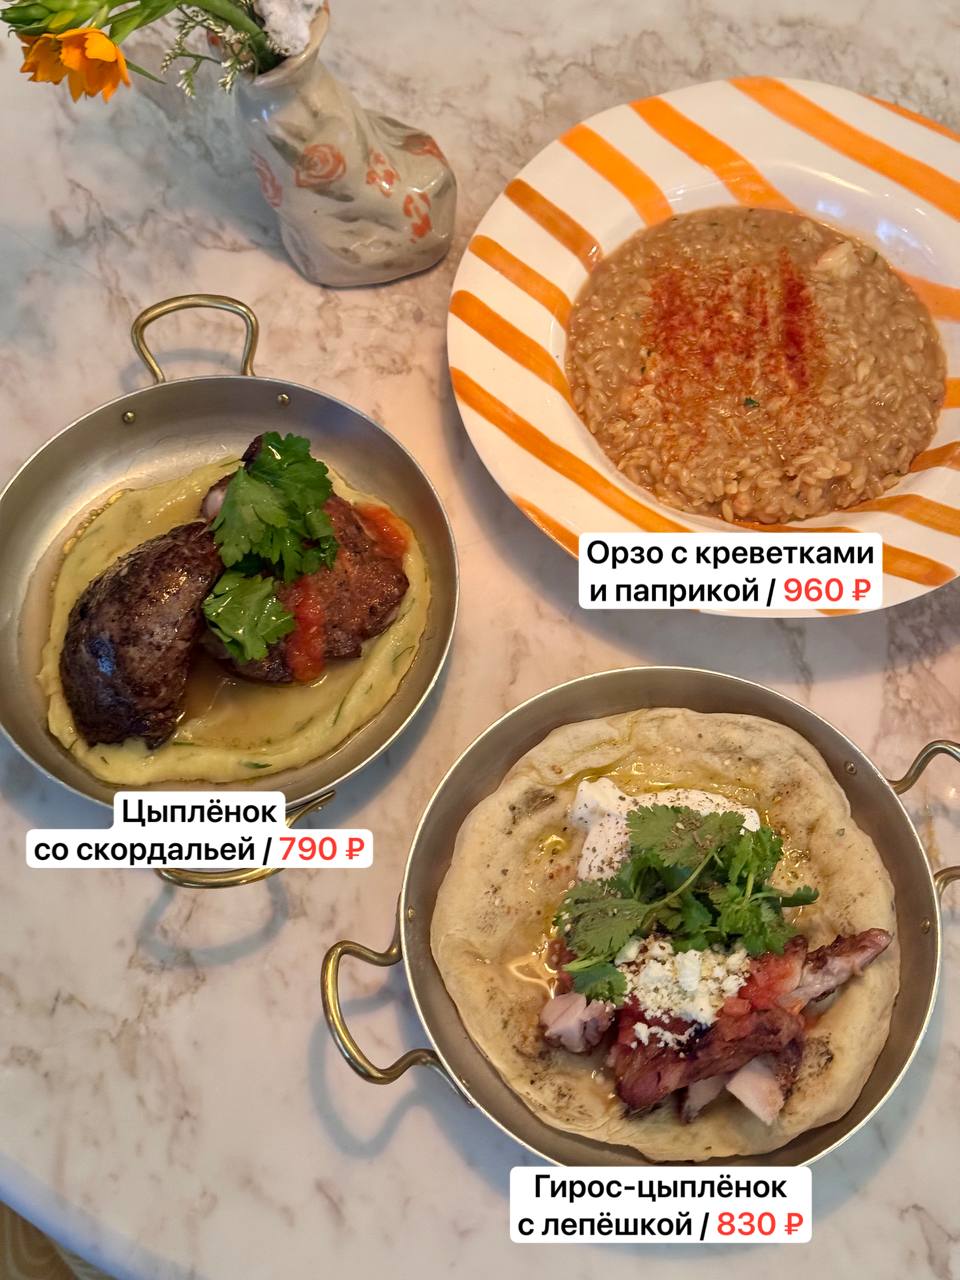 Орзо с креветками
и паприкой / 960 ₽
Цыплёнок
со скордальей / 790 ₽
Гирос-цыплёнок
с лепёшкой / 830 ₽